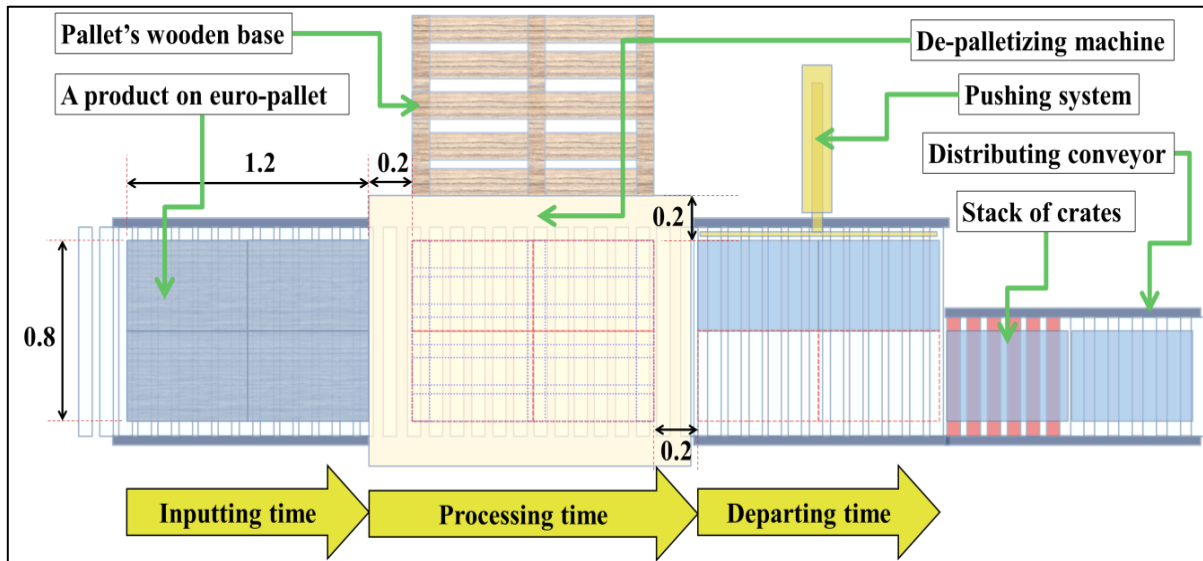 Pallet's wooden base
De-palletizing machine
A product on euro-pallet
Pushing system
Distributing conveyor
Stack of crates
1.2
0.2
0.2
0.8
0.2
Inputting time
Processing time
Departing time